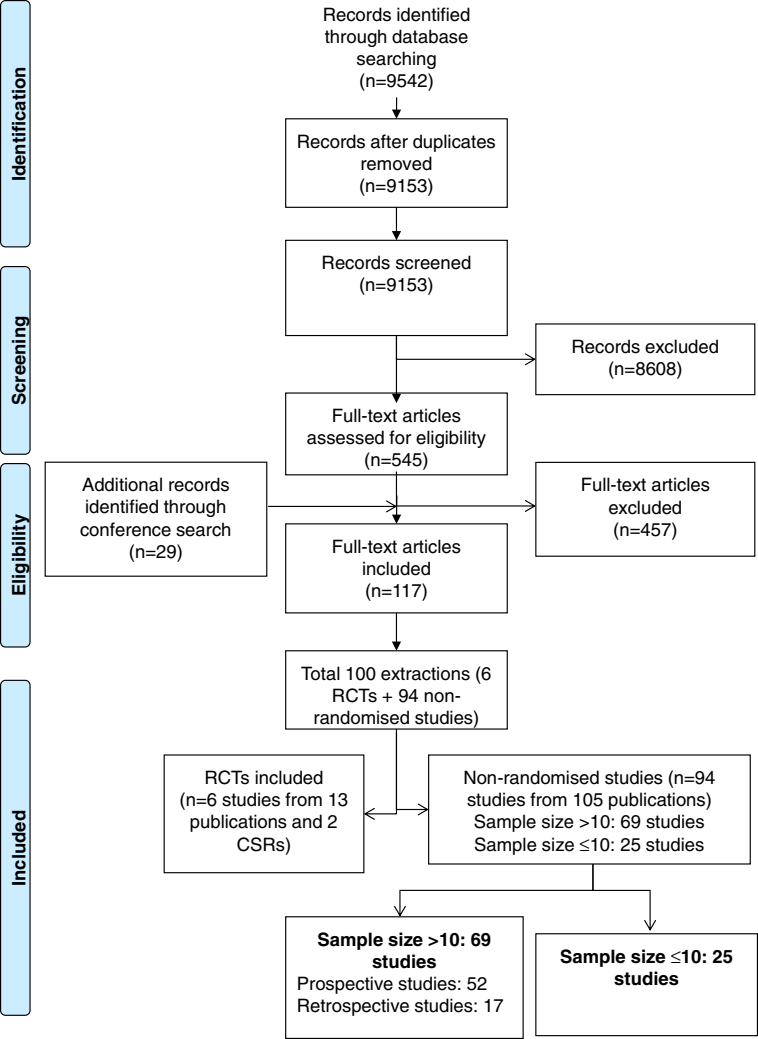 Identification
Records identified
through database
searching
(n=9542)
Records after duplicates
removed
(n=9153)
Records screened
(n=9153)
Screening
Records excluded
(n=8608)
Full-text articles
assessed for eligibility
(n=545)
Eligibility
Additional records
identified through
conference search
(n=29)
Full-text articles
excluded
(n=457)
Full-text articles
included
(n=117)
Included
Total 100 extractions (6
RCTs + 94 non-
randomised studies)
RCTs included
(n=6 studies from 13
publications and 2
CSRs)
Non-randomised studies (n=94
studies from 105 publications)
Sample size >10: 69 studies
Sample size ≤10: 25 studies
Sample size >10: 69
studies
Prospective studies: 52
Retrospective studies: 17
Sample size ≤10: 25
studies